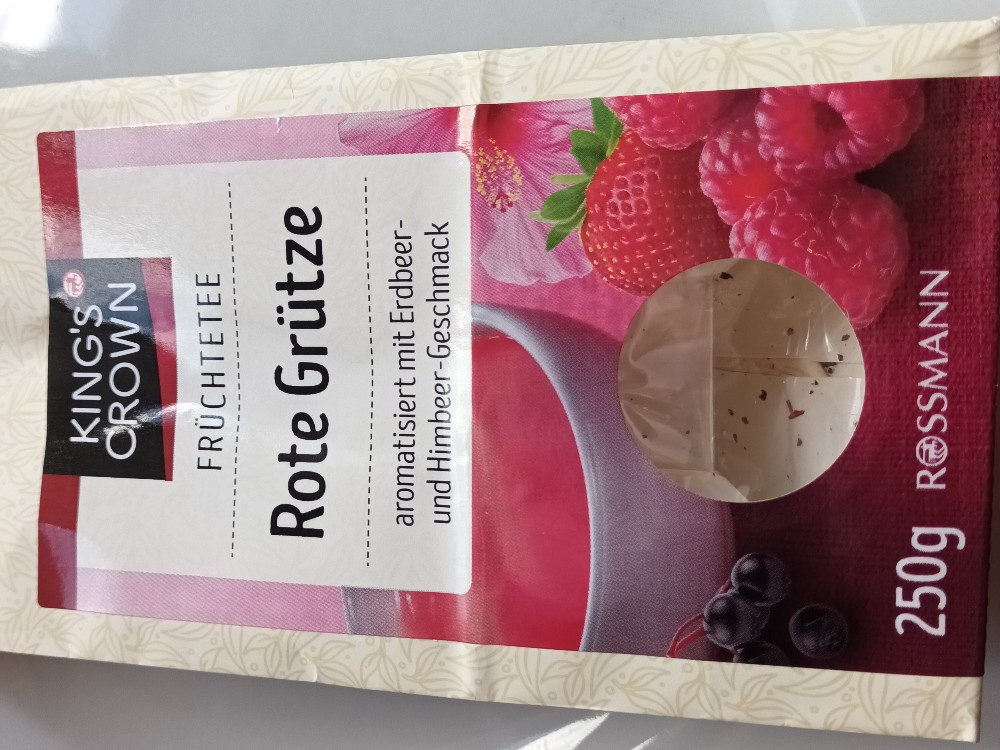 KING'S
CROWN
FRÜCHTETEE
Rote Grütze
aromatisiert mit Erdbeer-
und Himbeer-Geschmack
250g ROSSMANN